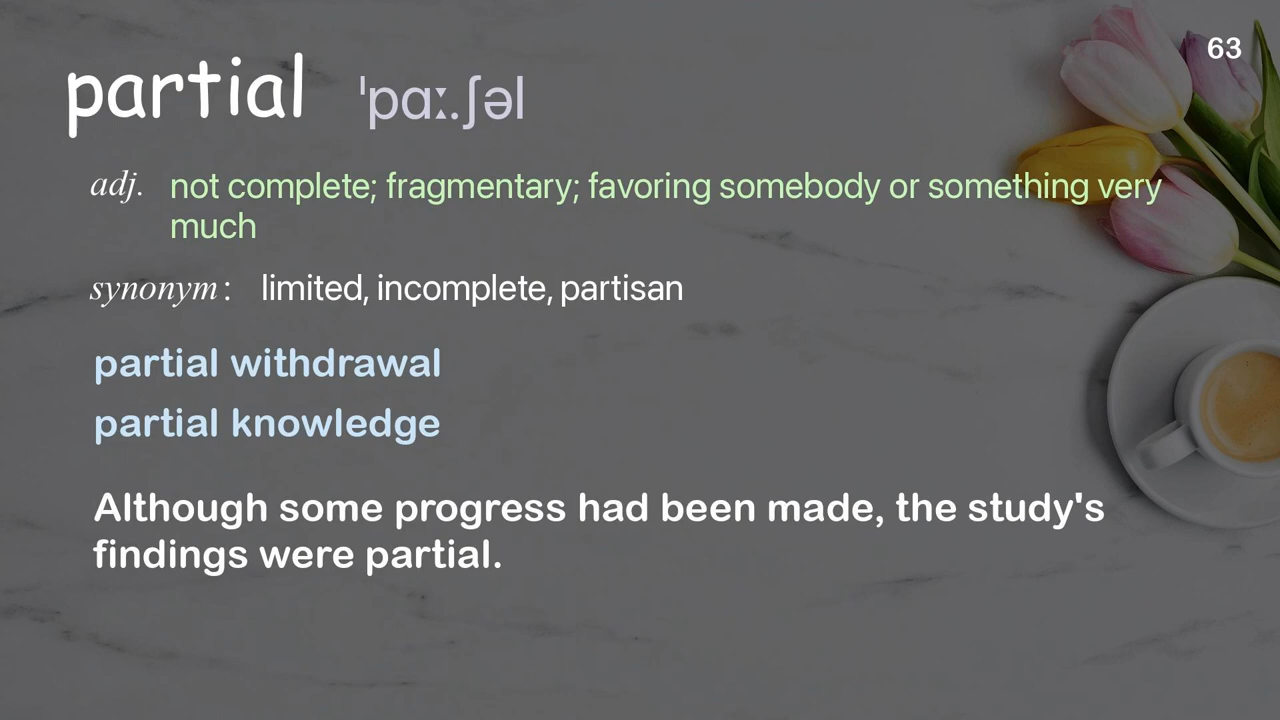 63
partial ˈpɑː.ʃəl
adj. not complete; fragmentary; favoring somebody or something very
much
synonym: limited, incomplete, partisan
partial withdrawal
partial knowledge
Although some progress had been made, the study's
findings were partial.